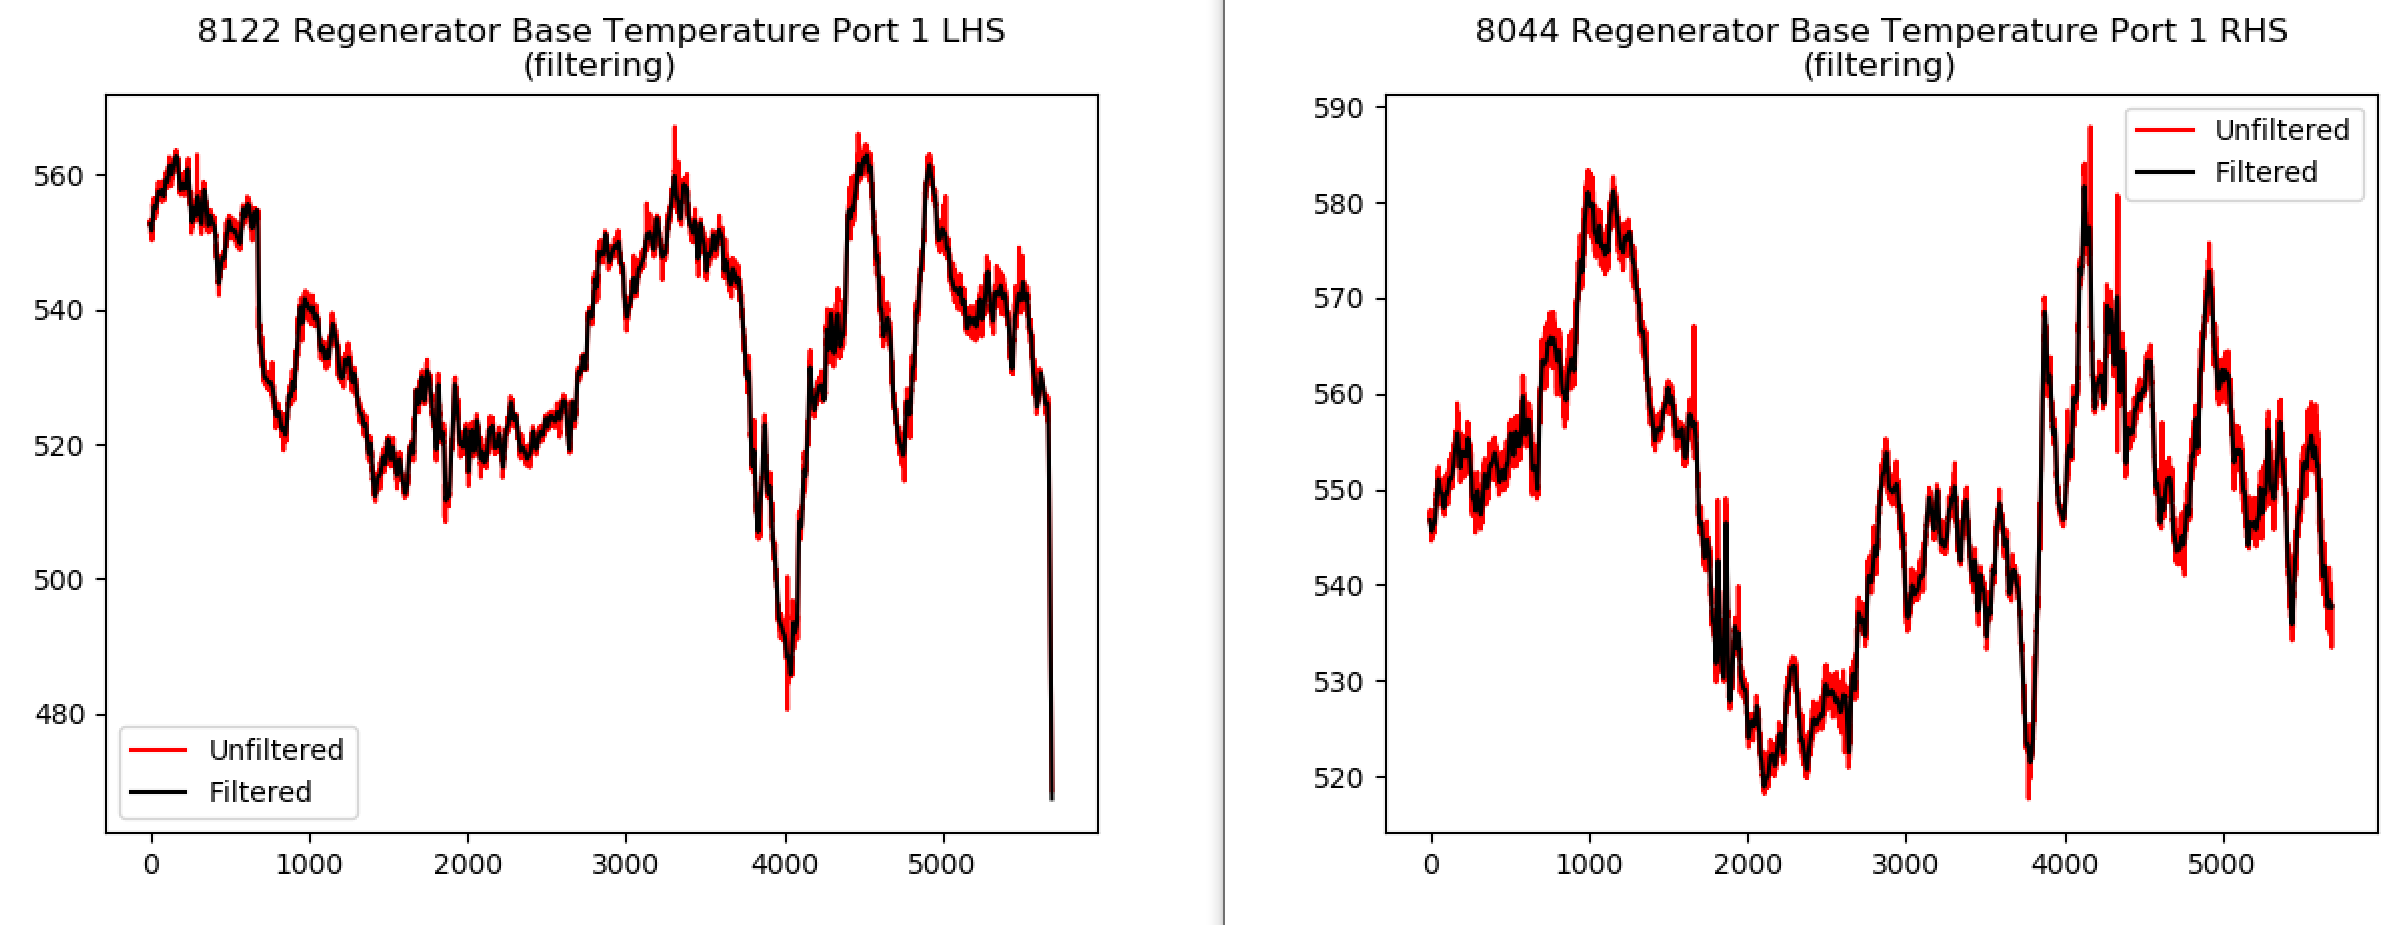 8122 Regenerator Base Temperature Port 1 LHS
(filtering)
560
540
520
500
480
Unfiltered
Filtered
0 1000 2000 3000 4000 5000
8044 Regenerator Base Temperature Port 1 RHS
(filtering)
590
580
570
560
550
540
530
520
Unfiltered
Filtered
0 1000 2000 3000 4000 5000